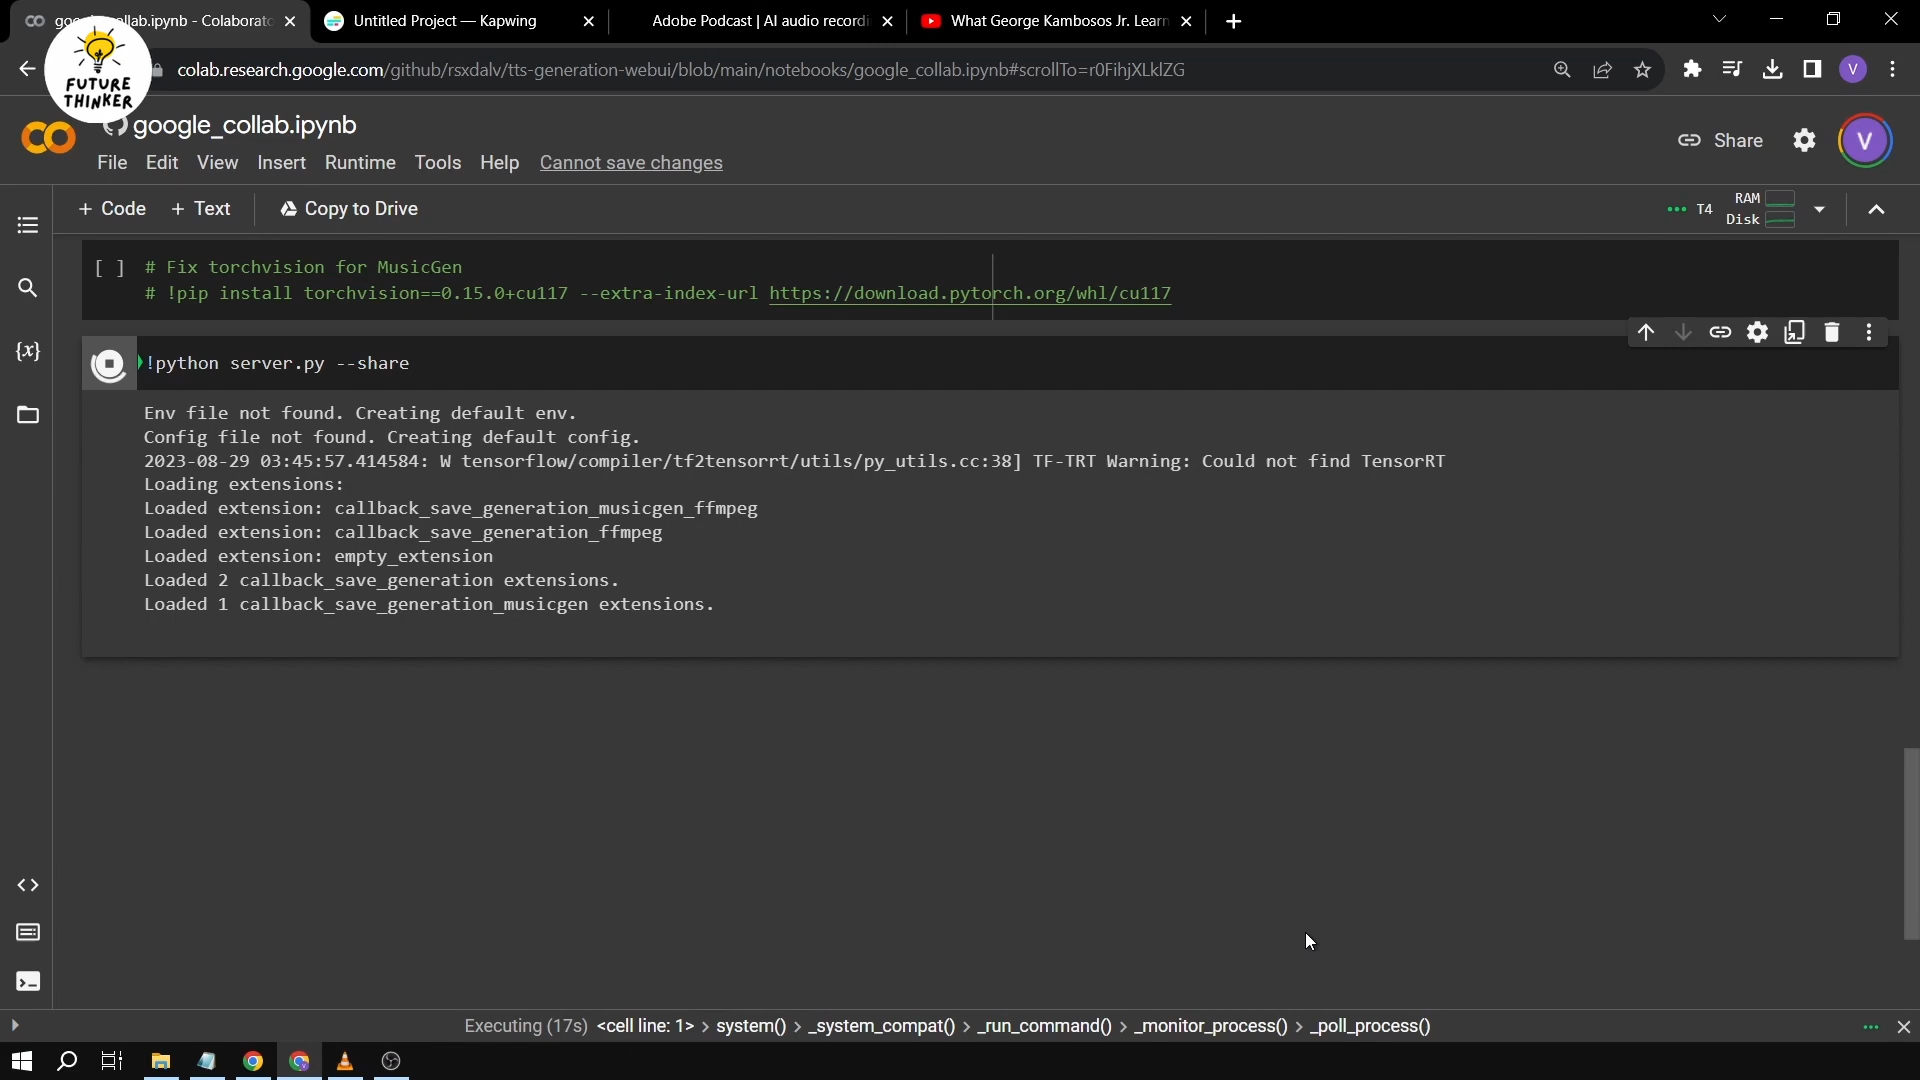 google_collab.ipynb - Colaborato
Untitled Project — Kapwing
Adobe Podcast | AI audio recordi
What George Kambosos Jr. Learn
FUTURE
THINKER
colab.research.google.com/github/rsxdalv/tts-generation-webui/blob/main/notebooks/google_collab.ipynb#scrollTo=r0FihjXLklZG
V
google_collab.ipynb
File Edit View Insert Runtime Tools Help Cannot save changes
Share
V
+ Code + Text Copy to Drive
T4 RAM
Disk
[ ] # Fix torchvision for MusicGen
# !pip install torchvision==0.15.0+cu117 --extra-index-url https://download.pytorch.org/whl/cu117
{x}
!python server.py --share
Env file not found. Creating default env.
Config file not found. Creating default config.
2023-08-29 03:45:57.414584: W tensorflow/compiler/tf2tensorrt/utils/py_utils.cc:38] TF-TRT Warning: Could not find TensorRT
Loading extensions:
Loaded extension: callback_save_generation_musicgen_ffmpeg
Loaded extension: callback_save_generation_ffmpeg
Loaded extension: empty_extension
Loaded 2 callback_save_generation extensions.
Loaded 1 callback_save_generation_musicgen extensions.
Executing (17s) <cell line: 1> > system() > _system_compat() > _run_command() > _monitor_process() > _poll_process()